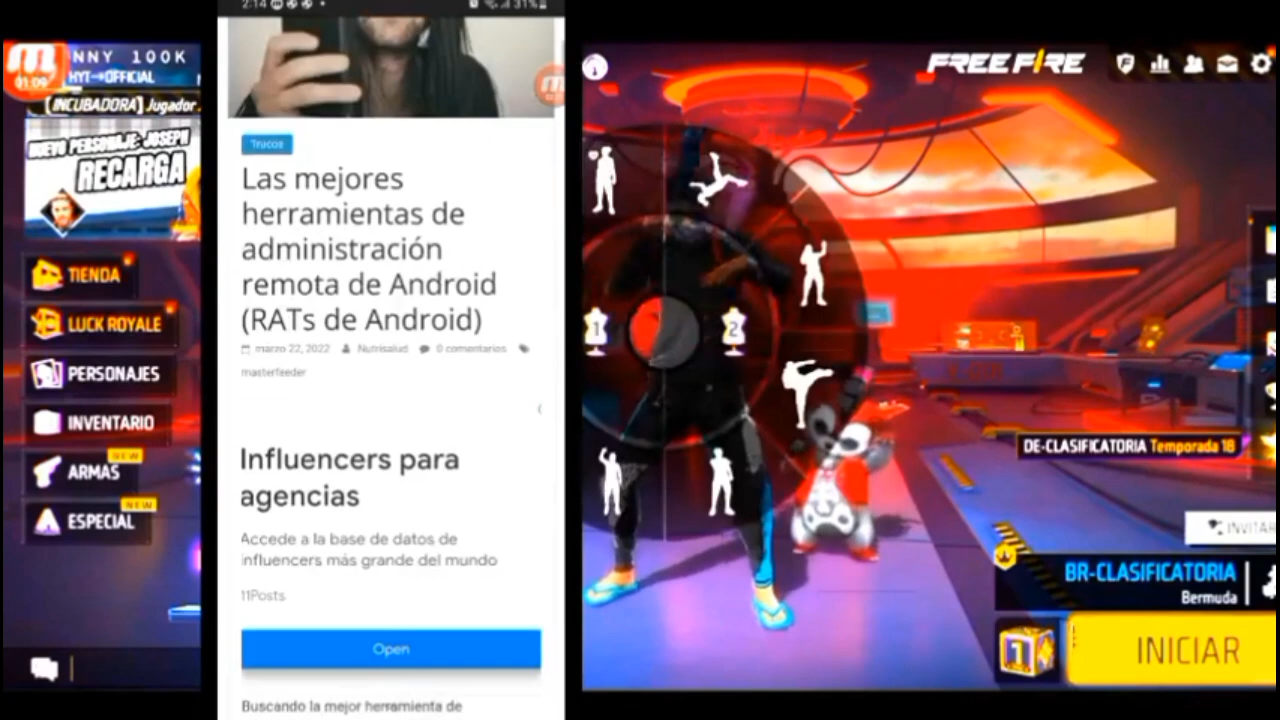 NNY 100K
HYT→OFFICIAL
01:09
[INCUBADORA] Jugador
NUEVO PERSONAJE: JOSEPH
RECARGA
TIENDA
LUCK ROYALE
PERSONAJES
INVENTARIO
NEW
ARMAS
NEW
ESPECIAL
2:14
31%
Trucos
Las mejores
herramientas de
administración
remota de Android
(RATs de Android)
marzo 22, 2022 Nutrisalud 0 comentarios
masterfeeder
Influencers para
agencias
Accede a la base de datos de
influencers más grande del mundo
11Posts
Open
Buscando la mejor herramienta de
FREE FIRE
1
2
DE-CLASIFICATORIA Temporada 18
INVITAR
BR-CLASIFICATORIA
Bermuda
1
INICIAR